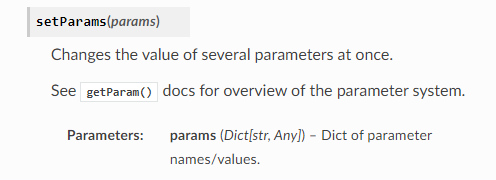 setParams(params)
Changes the value of several parameters at once.
See getParam() docs for overview of the parameter system.
Parameters: params (Dict[str, Any]) – Dict of parameter
names/values.